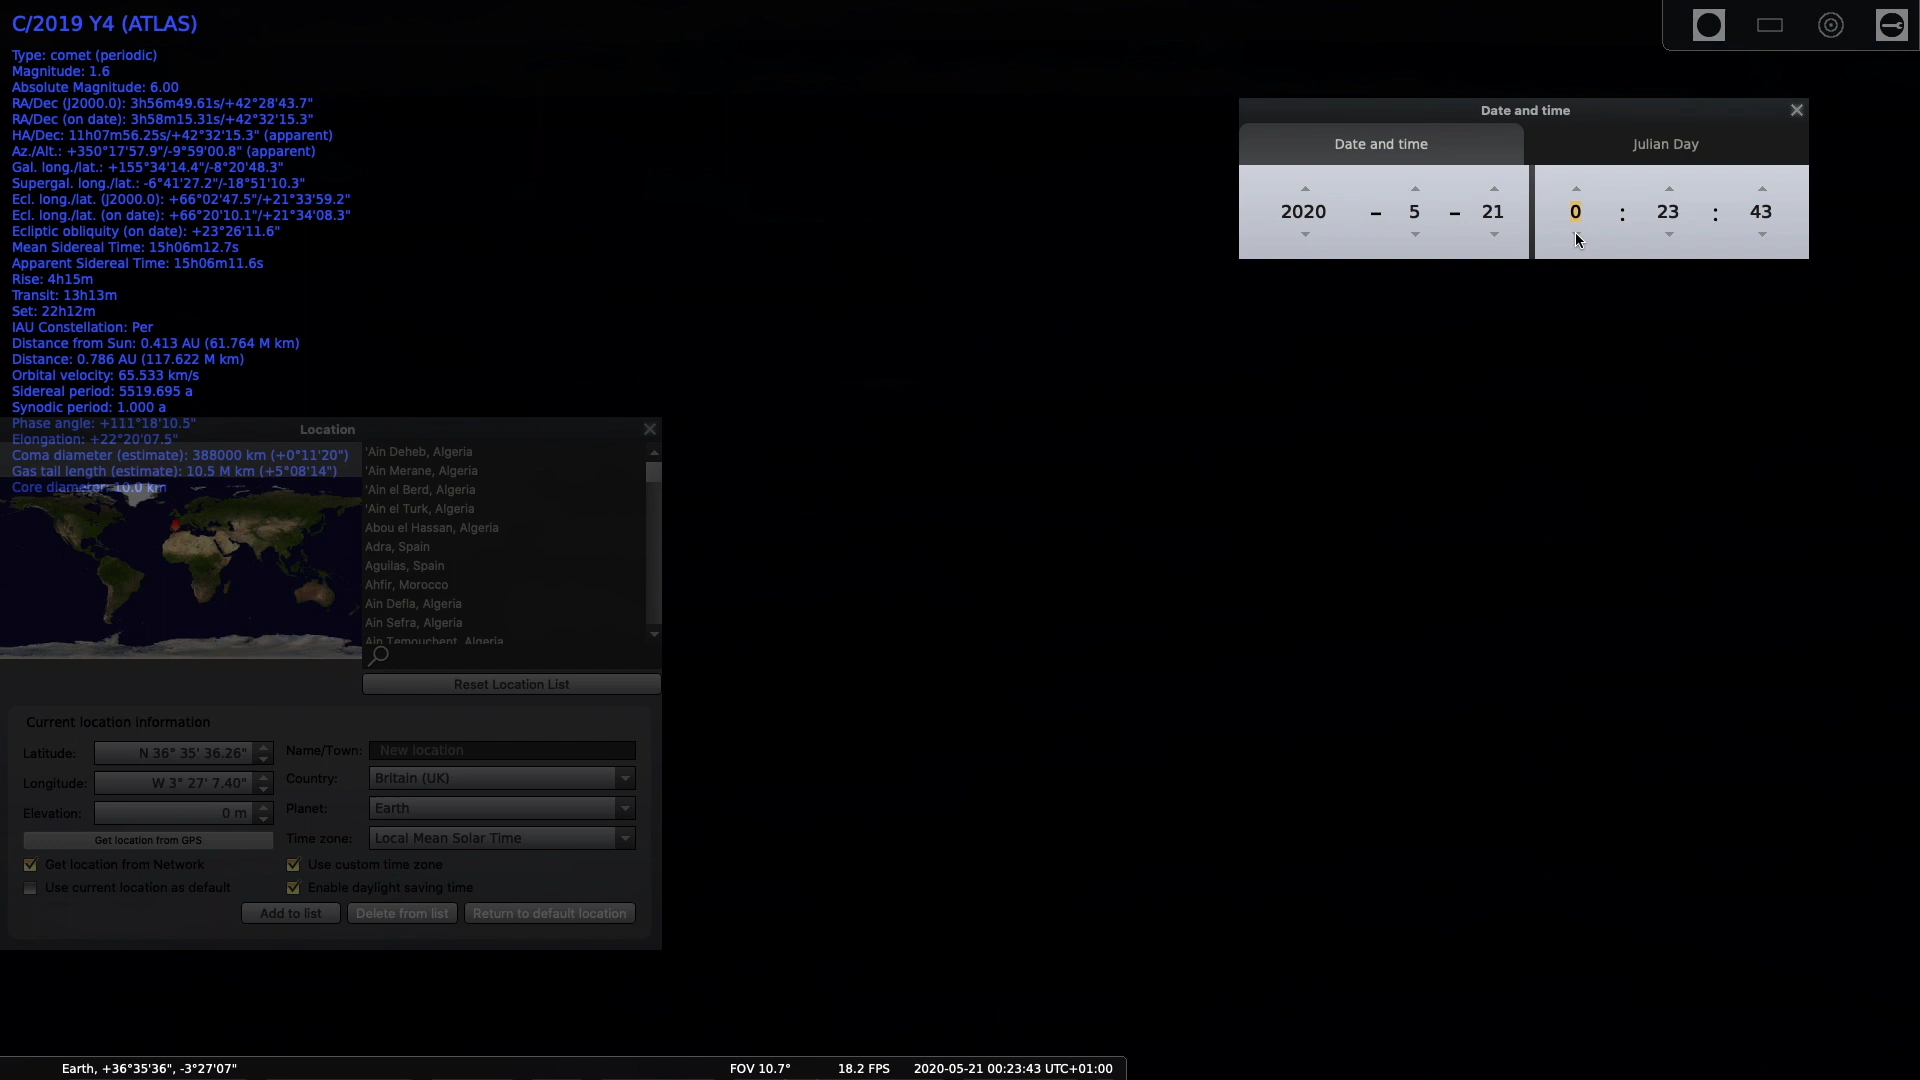 C/2019 Y4 (ATLAS)
Type: comet (periodic)
Magnitude: 1.6
Absolute Magnitude: 6.00
RA/Dec (J2000.0): 3h56m49.61s/+42°28'43.7"
RA/Dec (on date): 3h58m15.31s/+42°32'15.3"
HA/Dec: 11h07m56.25s/+42°32'15.3" (apparent)
Az./Alt.: +350°17'57.9"/-9°59'00.8" (apparent)
Gal. long./lat.: +155°34'14.4"/-8°20'48.3"
Supergal. long./lat.: -6°41'27.2"/-18°51'10.3"
Ecl. long./lat. (J2000.0): +66°02'47.5"/+21°33'59.2"
Ecl. long./lat. (on date): +66°20'10.1"/+21°34'08.3"
Ecliptic obliquity (on date): +23°26'11.6"
Mean Sidereal Time: 15h06m12.7s
Apparent Sidereal Time: 15h06m11.6s
Rise: 4h15m
Transit: 13h13m
Set: 22h12m
IAU Constellation: Per
Distance from Sun: 0.413 AU (61.764 M km)
Distance: 0.786 AU (117.622 M km)
Orbital velocity: 65.533 km/s
Sidereal period: 5519.695 a
Synodic period: 1.000 a
Phase angle: +111°18'10.5"
Elongation: +22°20'07.5"
Coma diameter (estimate): 388000 km (+0°11'20")
Gas tail length (estimate): 10.5 M km (+5°08'14")
Core diameter: 10.0 km
Date and time
Date and time
Julian Day
2020 – 5 – 21
0 : 23 : 43
Location
'Ain Deheb, Algeria
'Ain Merane, Algeria
'Ain el Berd, Algeria
'Ain el Turk, Algeria
Abou el Hassan, Algeria
Adra, Spain
Aguilas, Spain
Ahfir, Morocco
Ain Defla, Algeria
Ain Sefra, Algeria
Ain Temouchent, Algeria
Reset Location List
Current location information
Latitude: N 36° 35' 36.26"
Longitude: W 3° 27' 7.40"
Elevation: 0 m
Get location from GPS
Get location from Network
Use current location as default
Name/Town: New location
Country: Britain (UK)
Planet: Earth
Time zone: Local Mean Solar Time
Use custom time zone
Enable daylight saving time
Add to list
Delete from list
Return to default location
Earth, +36°35'36", -3°27'07"
FOV 10.7°
18.2 FPS
2020-05-21 00:23:43 UTC+01:00